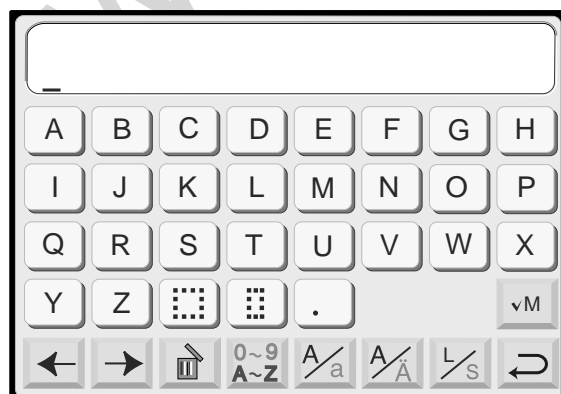 _
A B C D E F G H
I J K L M N O P
Q R S T U V W X
Y Z . √M
0~9
A~Z
A/a A/Ä L/S